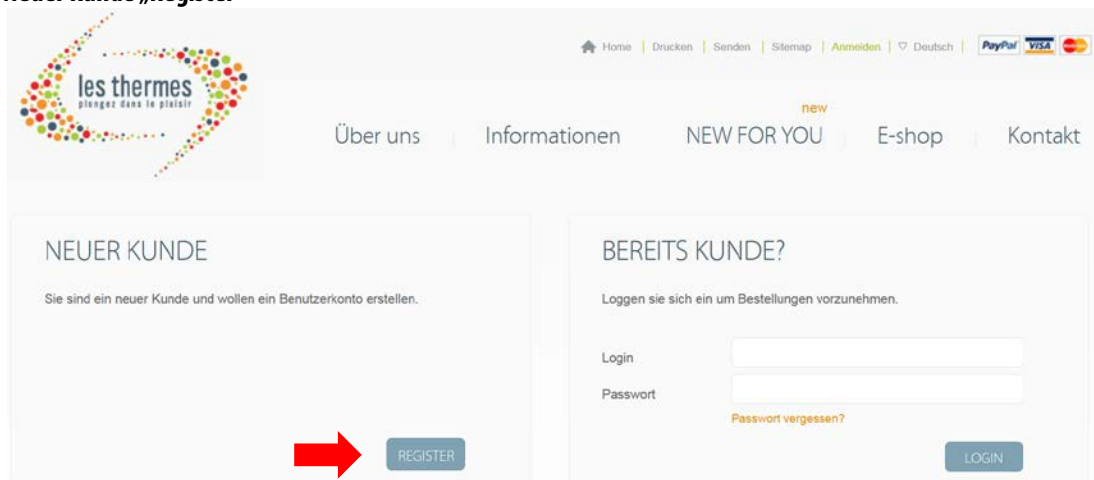 Neuer Kunde „Register“
Home | Drucken | Senden | Sitemap | Anmelden | Deutsch | PayPal VISA
les thermes
plongez dans le plaisir
new
Über uns Informationen NEW FOR YOU E-shop Kontakt
NEUER KUNDE
Sie sind ein neuer Kunde und wollen ein Benutzerkonto erstellen.
REGISTER
BEREITS KUNDE?
Loggen sie sich ein um Bestellungen vorzunehmen.
Login
Passwort
Passwort vergessen?
LOGIN